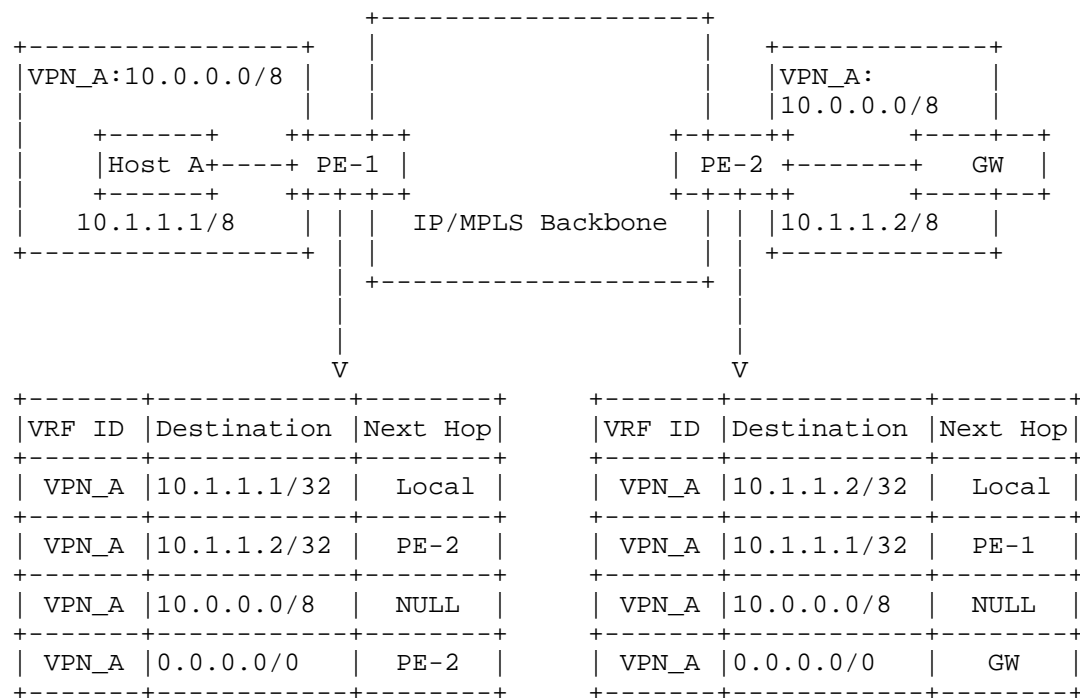 VPN_A:10.0.0.0/8
VPN_A:
10.0.0.0/8
Host A
PE-1
PE-2
GW
10.1.1.1/8
IP/MPLS Backbone
10.1.1.2/8
V
V
VRF ID Destination Next Hop
VPN_A 10.1.1.1/32 Local
VPN_A 10.1.1.2/32 PE-2
VPN_A 10.0.0.0/8 NULL
VPN_A 0.0.0.0/0 PE-2
VRF ID Destination Next Hop
VPN_A 10.1.1.2/32 Local
VPN_A 10.1.1.1/32 PE-1
VPN_A 10.0.0.0/8 NULL
VPN_A 0.0.0.0/0 GW